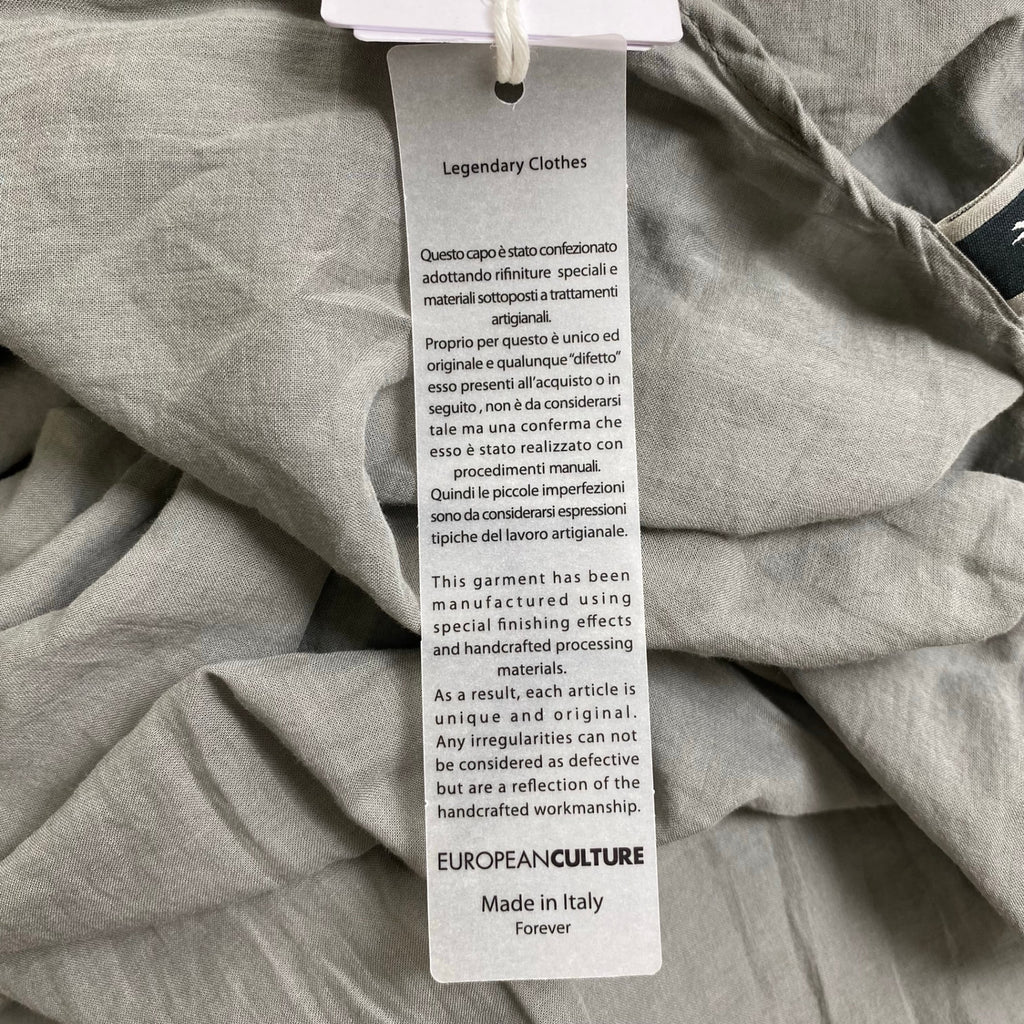 Legendary Clothes
Questo capo è stato confezionato
adottando rifiniture speciali e
materiali sottoposti a trattamenti
artigianali.
Proprio per questo è unico ed
originale e qualunque “difetto”
esso presenti all'acquisto o in
seguito , non è da considerarsi
tale ma una conferma che
esso è stato realizzato con
procedimenti manuali.
Quindi le piccole imperfezioni
sono da considerarsi espressioni
tipiche del lavoro artigianale.
This garment has been
manufactured using
special finishing effects
and handcrafted processing
materials.
As a result, each article is
unique and original.
Any irregularities can not
be considered as defective
but are a reflection of the
handcrafted workmanship.
EUROPEANCULTURE
Made in Italy
Forever